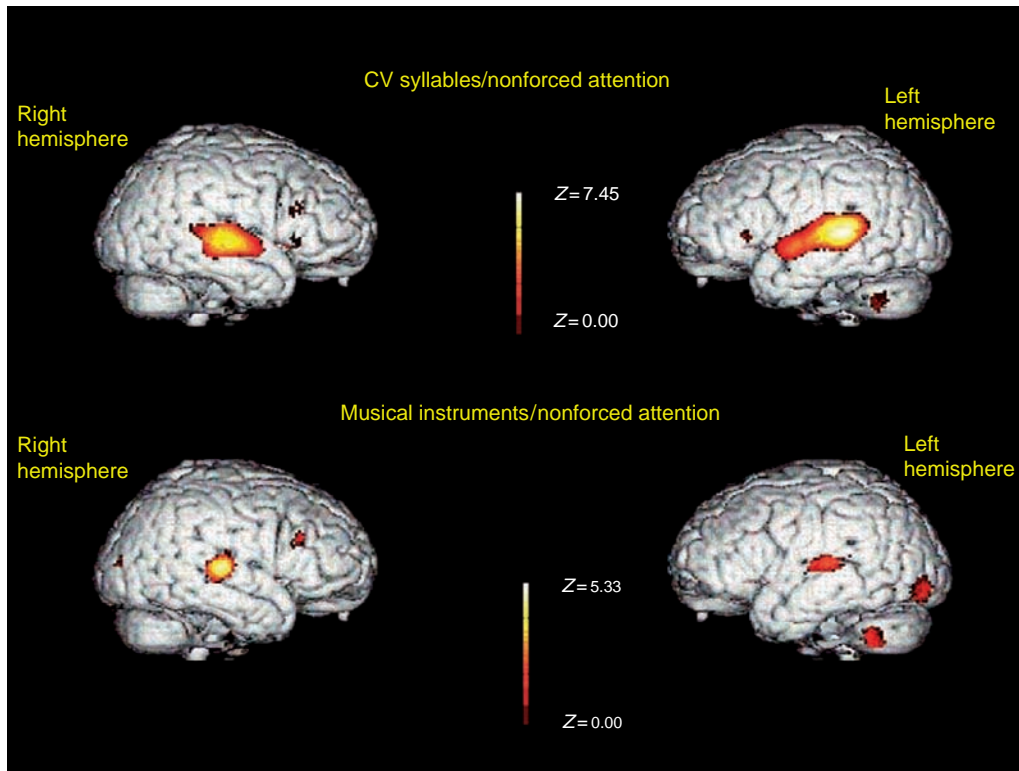 CV syllables/nonforced attention
Right
hemisphere
Left
hemisphere
Z=7.45
Z=0.00
Musical instruments/nonforced attention
Right
hemisphere
Left
hemisphere
Z=5.33
Z=0.00